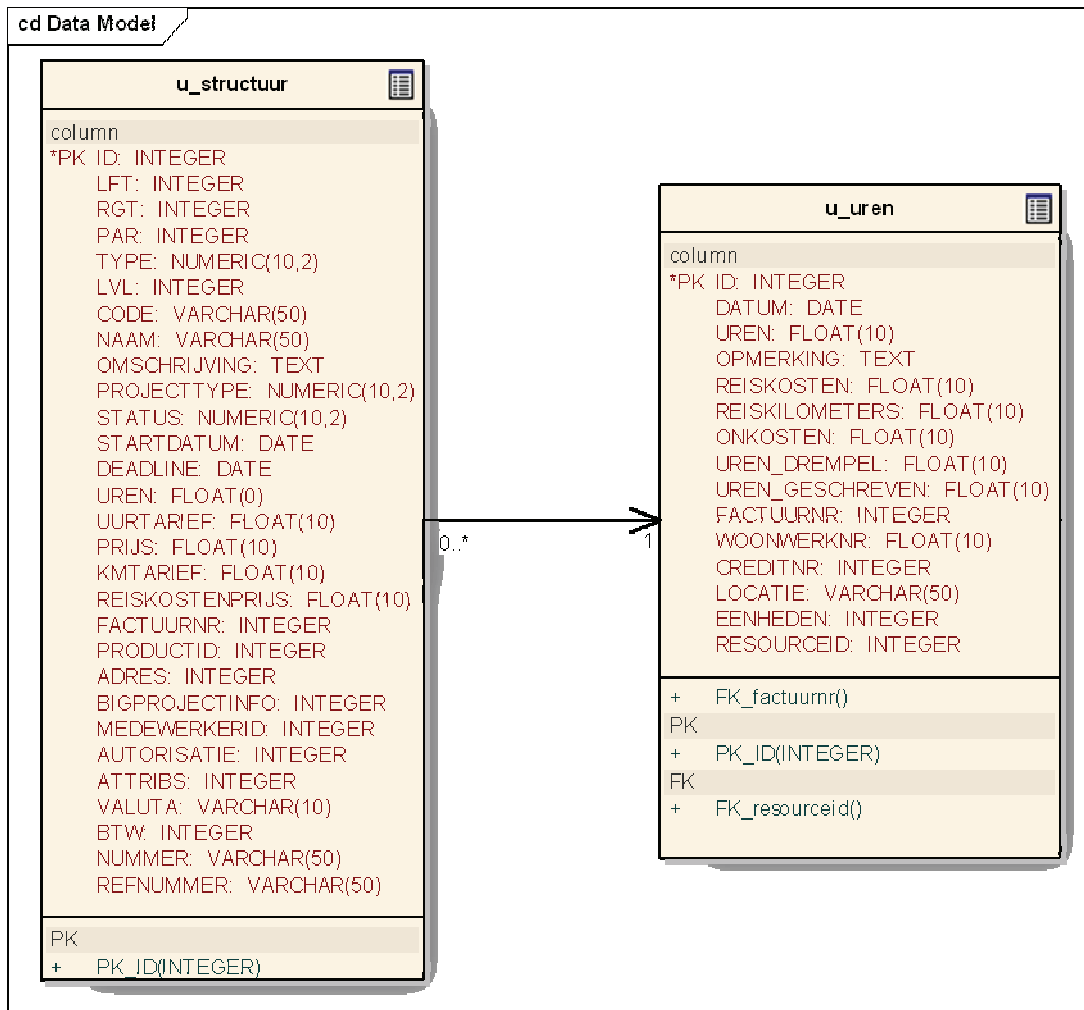 cd Data Model
u_structuur
column
*PK ID: INTEGER
LFT: INTEGER
RGT: INTEGER
PAR: INTEGER
TYPE: NUMERIC(10,2)
LVL: INTEGER
CODE: VARCHAR(50)
NAAM: VARCHAR(50)
OMSCHRIJVING: TEXT
PROJECTTYPE: NUMERIC(10,2)
STATUS: NUMERIC(10,2)
STARTDATUM: DATE
DEADLINE: DATE
UREN: FLOAT(0)
UURTARIEF: FLOAT(10)
PRIJS: FLOAT(10)
KMTARIEF: FLOAT(10)
REISKOSTENPRIJS: FLOAT(10)
FACTUURNR: INTEGER
PRODUCTID: INTEGER
ADRES: INTEGER
BIGPROJECTINFO: INTEGER
MEDEWERKERID: INTEGER
AUTORISATIE: INTEGER
ATTRIBS: INTEGER
VALUTA: VARCHAR(10)
BTW: INTEGER
NUMMER: VARCHAR(50)
REFNUMMER: VARCHAR(50)
PK
+ PK_ID(INTEGER)
0..*
1
u_uren
column
*PK ID: INTEGER
DATUM: DATE
UREN: FLOAT(10)
OPMERKING: TEXT
REISKOSTEN: FLOAT(10)
REISKILOMETERS: FLOAT(10)
ONKOSTEN: FLOAT(10)
UREN_DREMPEL: FLOAT(10)
UREN_GESCHREVEN: FLOAT(10)
FACTUURNR: INTEGER
WOONWERKNR: FLOAT(10)
CREDITNR: INTEGER
LOCATIE: VARCHAR(50)
EENHEDEN: INTEGER
RESOURCEID: INTEGER
+ FK_factuurnr()
PK
+ PK_ID(INTEGER)
FK
+ FK_resourceid()